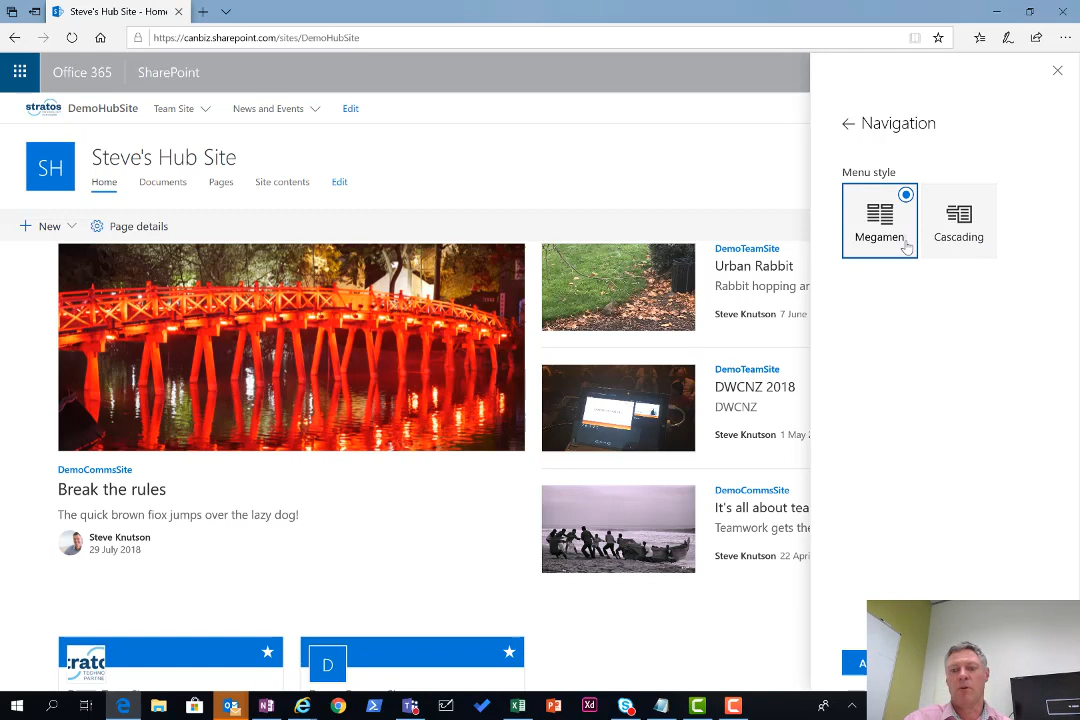 Steve's Hub Site - Home
https://canbiz.sharepoint.com/sites/DemoHubSite
Office 365
SharePoint
stratos
DemoHubSite
Team Site
News and Events
Edit
SH
Steve's Hub Site
Home
Documents
Pages
Site contents
Edit
New
Page details
DemoCommsSite
Break the rules
The quick brown fiox jumps over the lazy dog!
Steve Knutson
29 July 2018
DemoTeamSite
Urban Rabbit
Rabbit hopping ar
Steve Knutson 7 June
DemoTeamSite
DWCNZ 2018
DWCNZ
Steve Knutson 1 May
DemoCommsSite
It's all about tea
Teamwork gets the
Steve Knutson 22 Apri
D
Navigation
Menu style
Megamen
Cascading
A